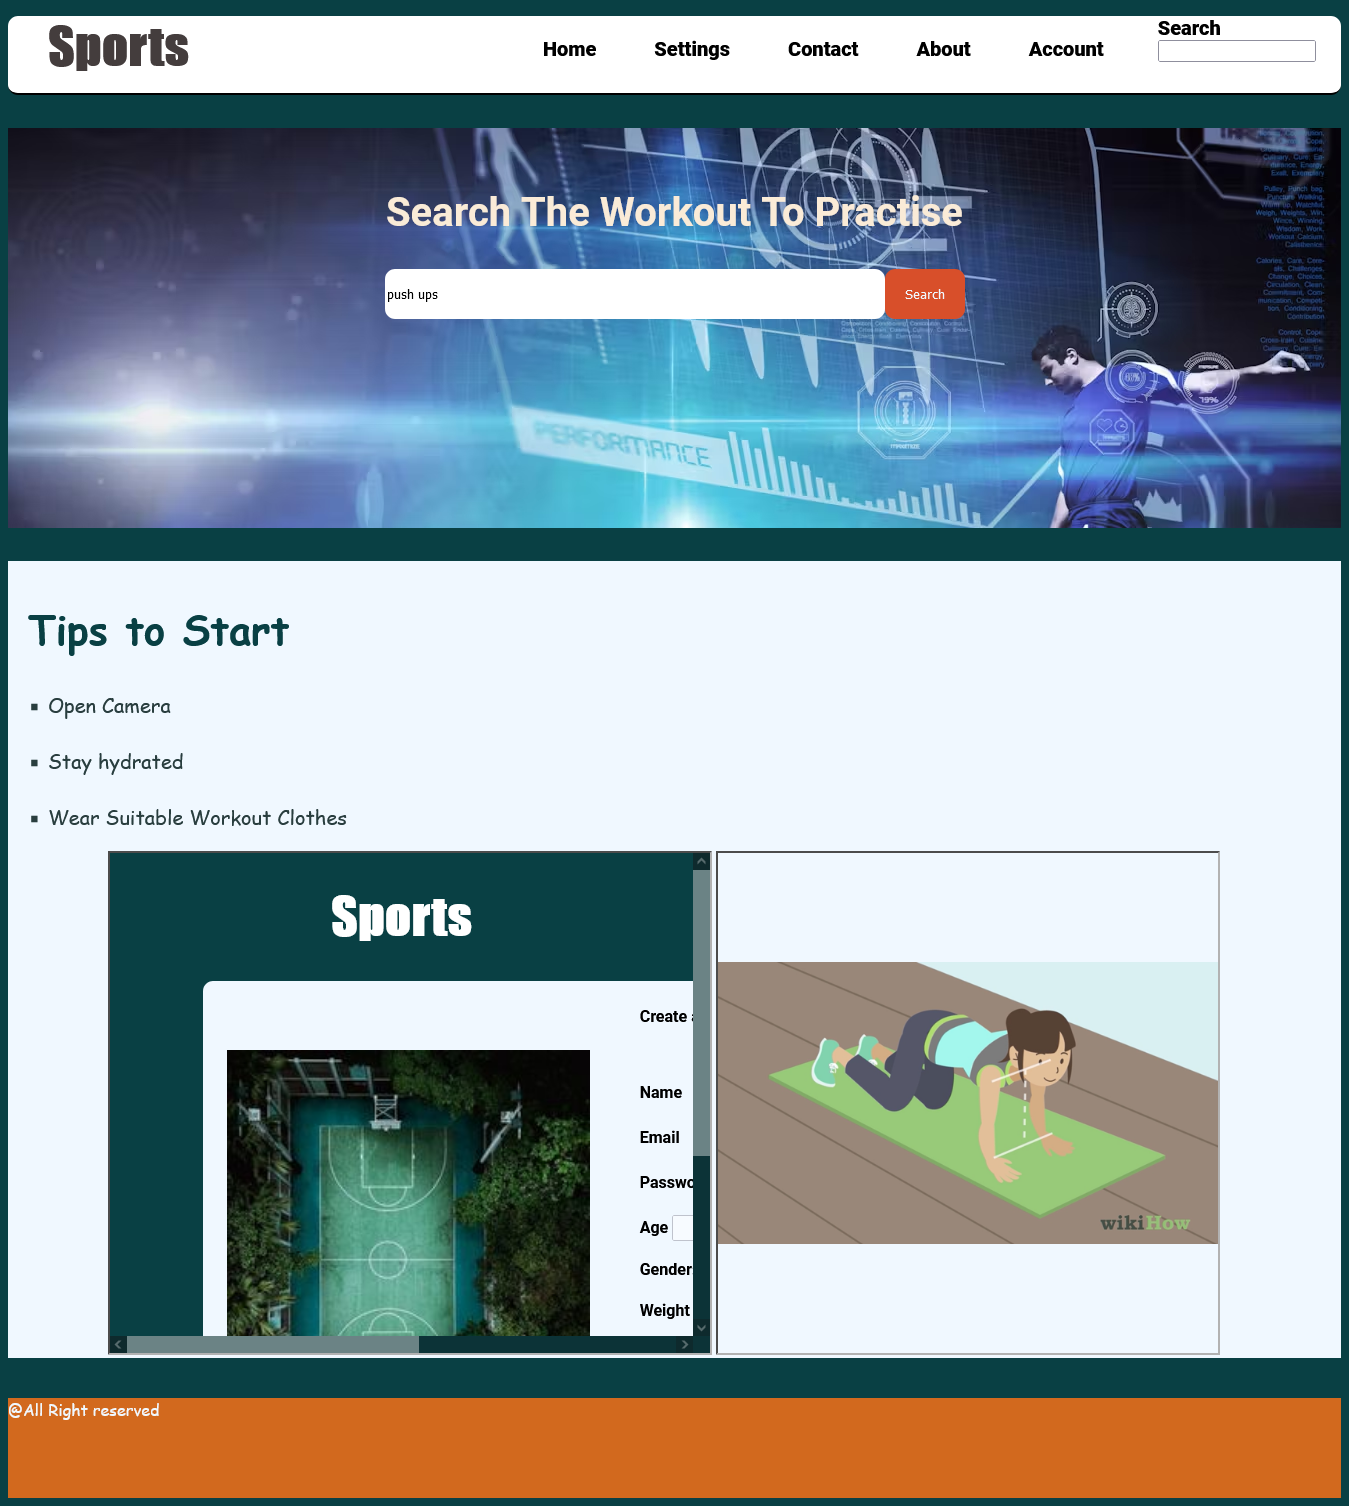 Sports
Home
Settings
Contact
About
Account
Search
Search The Workout To Practise
push ups
Search
PERFORMANCE
79%
Tips to Start
Open Camera
Stay hydrated
Wear Suitable Workout Clothes
Sports
Create a
Name
Email
Passwo
Age
Gender
Weight
wikiHow
@All Right reserved